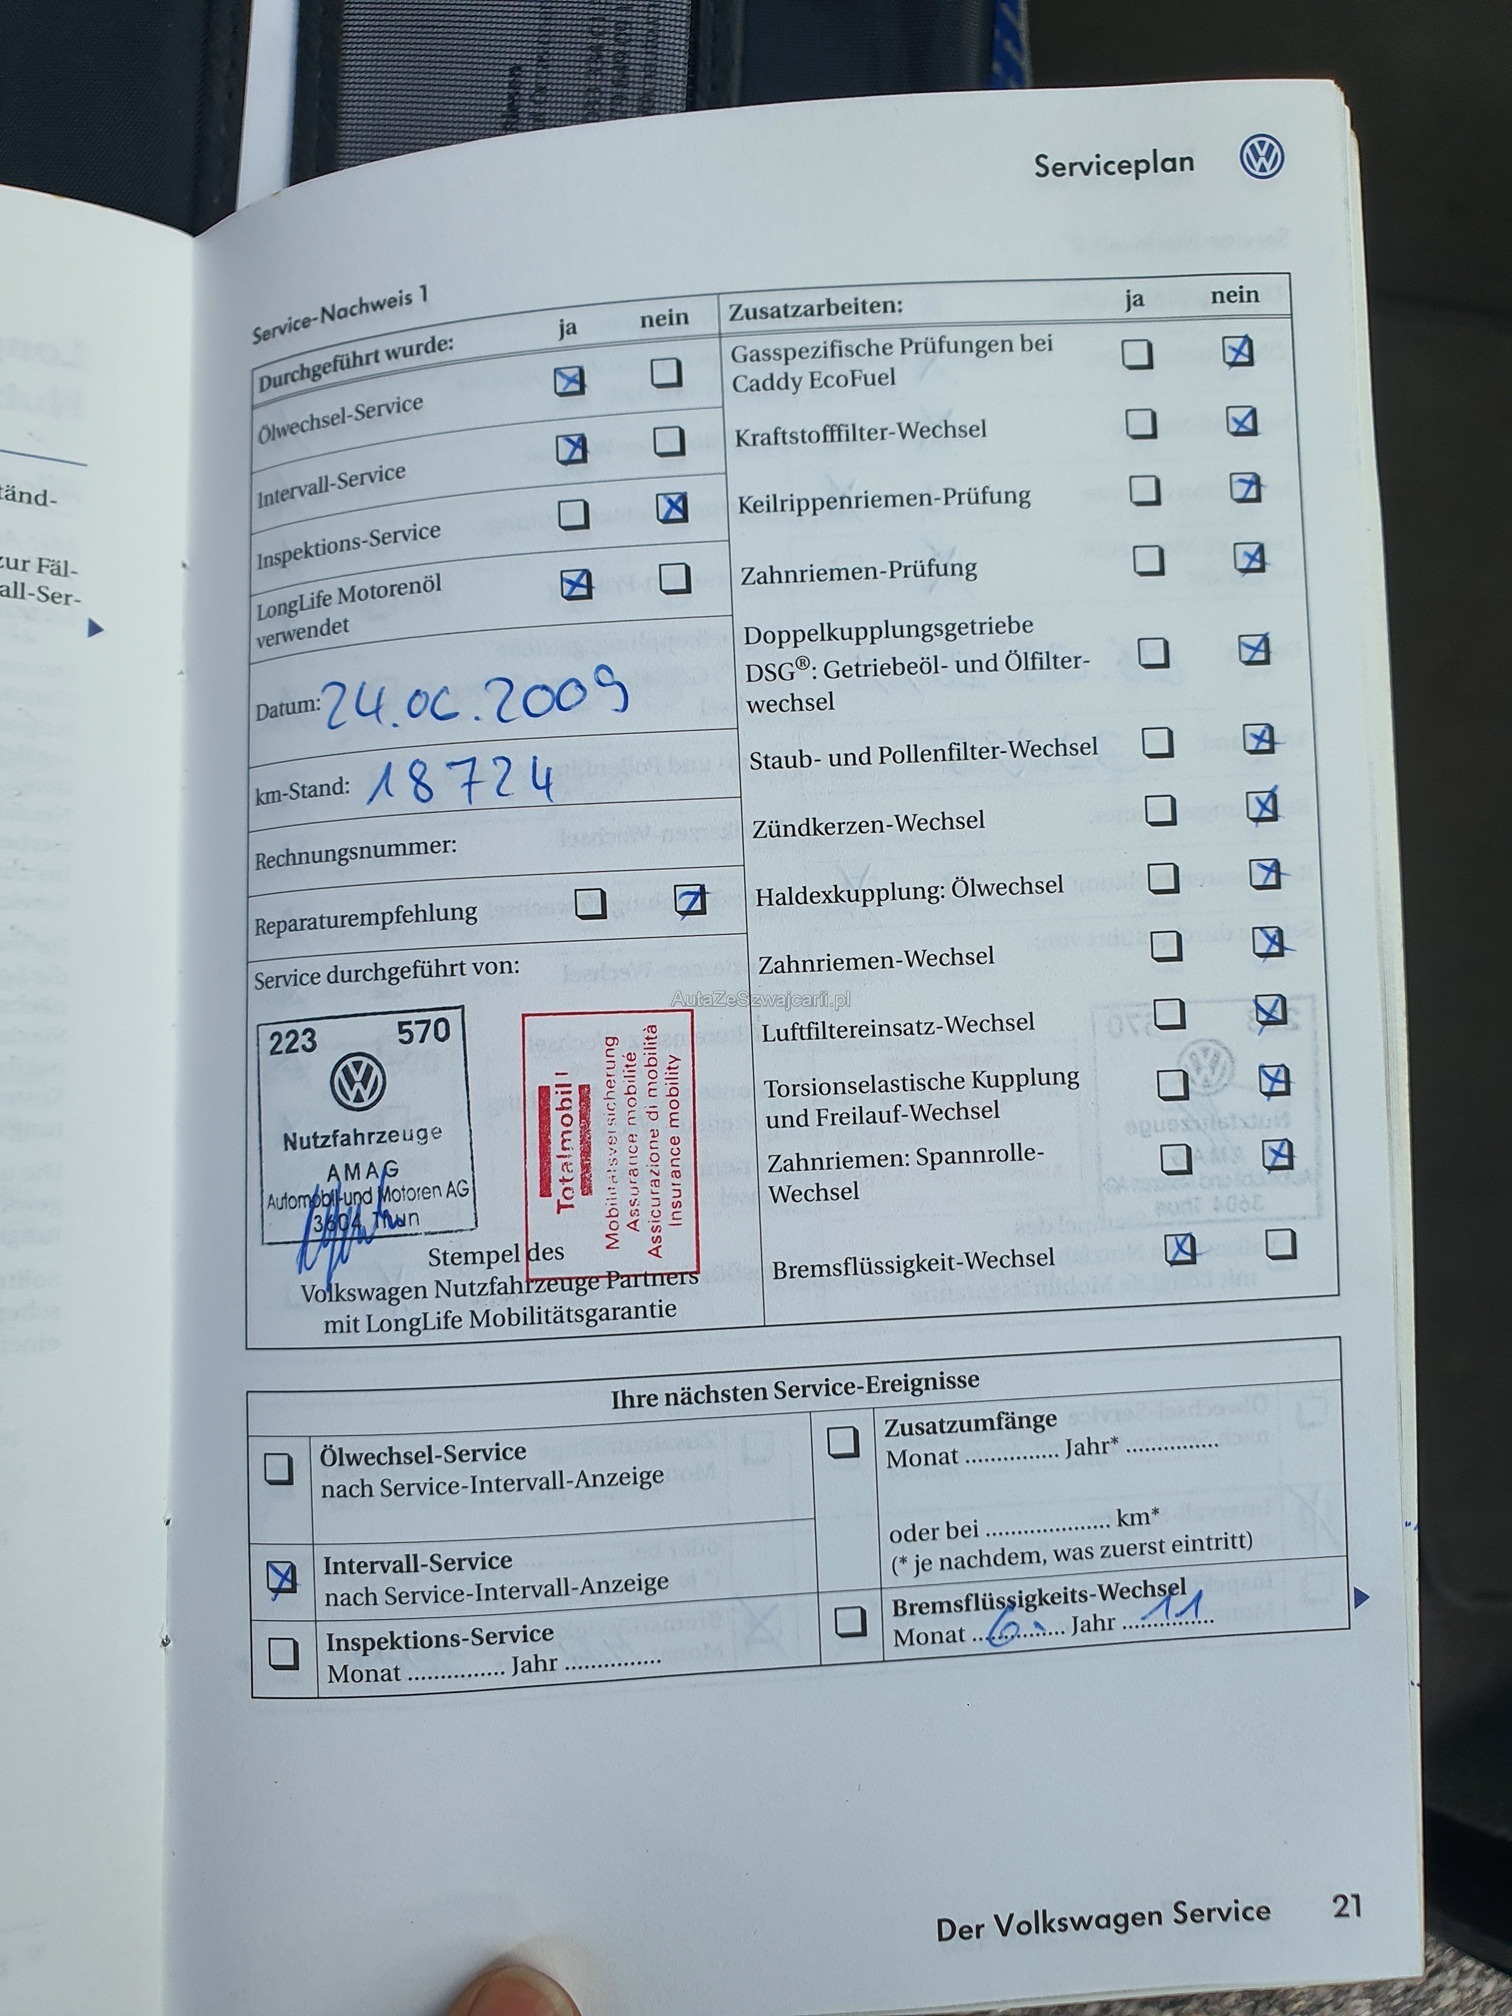 Serviceplan
Service-Nachweis 1
Durchgeführt wurde: ja nein
Ölwechsel-Service
Intervall-Service
Inspektions-Service
LongLife Motorenöl
verwendet
Datum: 24.06.2009
km-Stand: 18724
Rechnungsnummer:
Reparaturempfehlung
Service durchgeführt von:
223 570
Nutzfahrzeuge
AMAG
Automobil-und Motoren AG
3604 Thun
Totalmobil!
Mobilitätsversicherung
Assurance mobilité
Assicurazione di mobilità
Insurance mobility
Stempel des
Volkswagen Nutzfahrzeuge Partners
mit LongLife Mobilitätsgarantie
Zusatzarbeiten: ja nein
Gasspezifische Prüfungen bei
Caddy EcoFuel
Kraftstofffilter-Wechsel
Keilrippenriemen-Prüfung
Zahnriemen-Prüfung
Doppelkupplungsgetriebe
DSG®: Getriebeöl- und Ölfilter-
wechsel
Staub- und Pollenfilter-Wechsel
Zündkerzen-Wechsel
Haldexkupplung: Ölwechsel
Zahnriemen-Wechsel
AutaZeSzwajcarii.pl
Luftfiltereinsatz-Wechsel
Torsionselastische Kupplung
und Freilauf-Wechsel
Zahnriemen: Spannrolle-
Wechsel
Bremsflüssigkeit-Wechsel
Ihre nächsten Service-Ereignisse
Ölwechsel-Service
nach Service-Intervall-Anzeige
Intervall-Service
nach Service-Intervall-Anzeige
Inspektions-Service
Monat ............... Jahr ...............
Zusatzumfänge
Monat ............... Jahr* ...............
oder bei .................... km*
(* je nachdem, was zuerst eintritt)
Bremsflüssigkeits-Wechsel
Monat 6. Jahr 11
Der Volkswagen Service 21
tänd-
zur Fäl-
all-Ser-